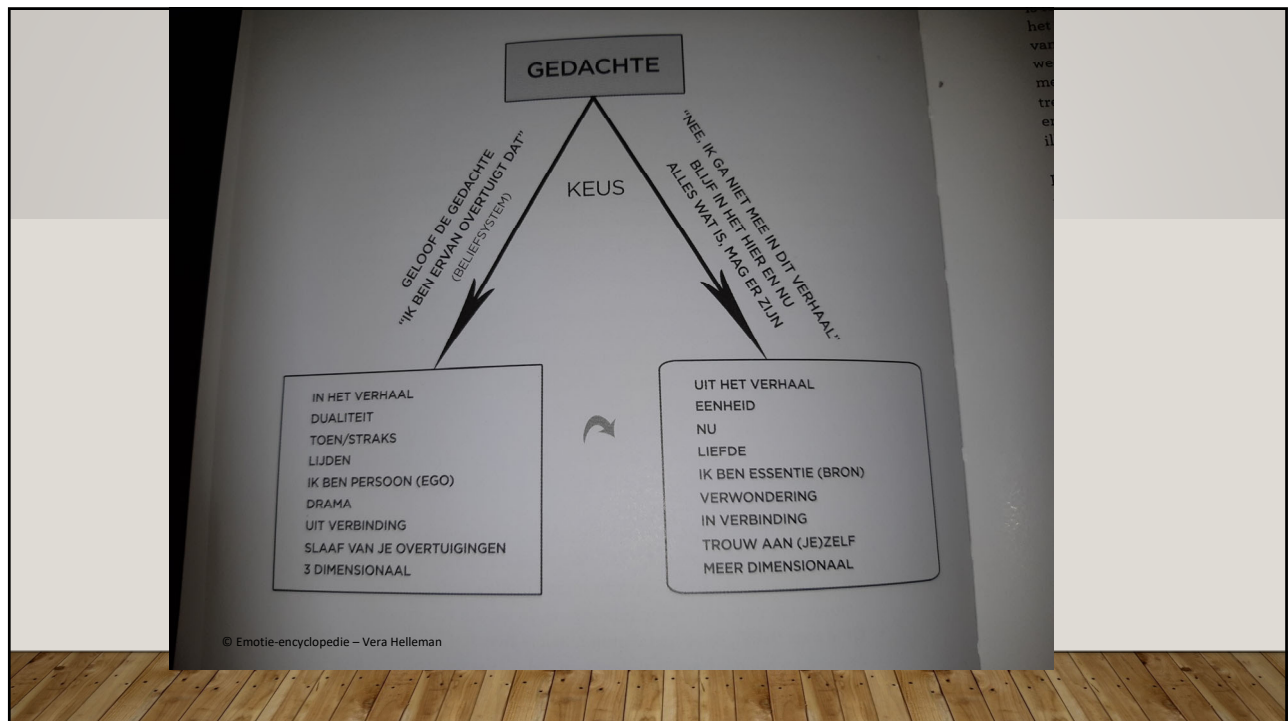 GEDACHTE
KEUS
GELOOF DE GEDACHTE
"IK BEN ERVAN OVERTUIGT DAT"
(BELIEFSYSTEM)
"NEE, IK GA NIET MEE IN DIT VERHAAL"
BLIJF IN HET HIER EN NU
ALLES WAT IS, MAG ER ZIJN
IN HET VERHAAL
DUALITEIT
TOEN/STRAKS
LIJDEN
IK BEN PERSOON (EGO)
DRAMA
UIT VERBINDING
SLAAF VAN JE OVERTUIGINGEN
3 DIMENSIONAAL
UIT HET VERHAAL
EENHEID
NU
LIEFDE
IK BEN ESSENTIE (BRON)
VERWONDERING
IN VERBINDING
TROUW AAN (JE)ZELF
MEER DIMENSIONAAL
het
© Emotie-encyclopedie – Vera Helleman